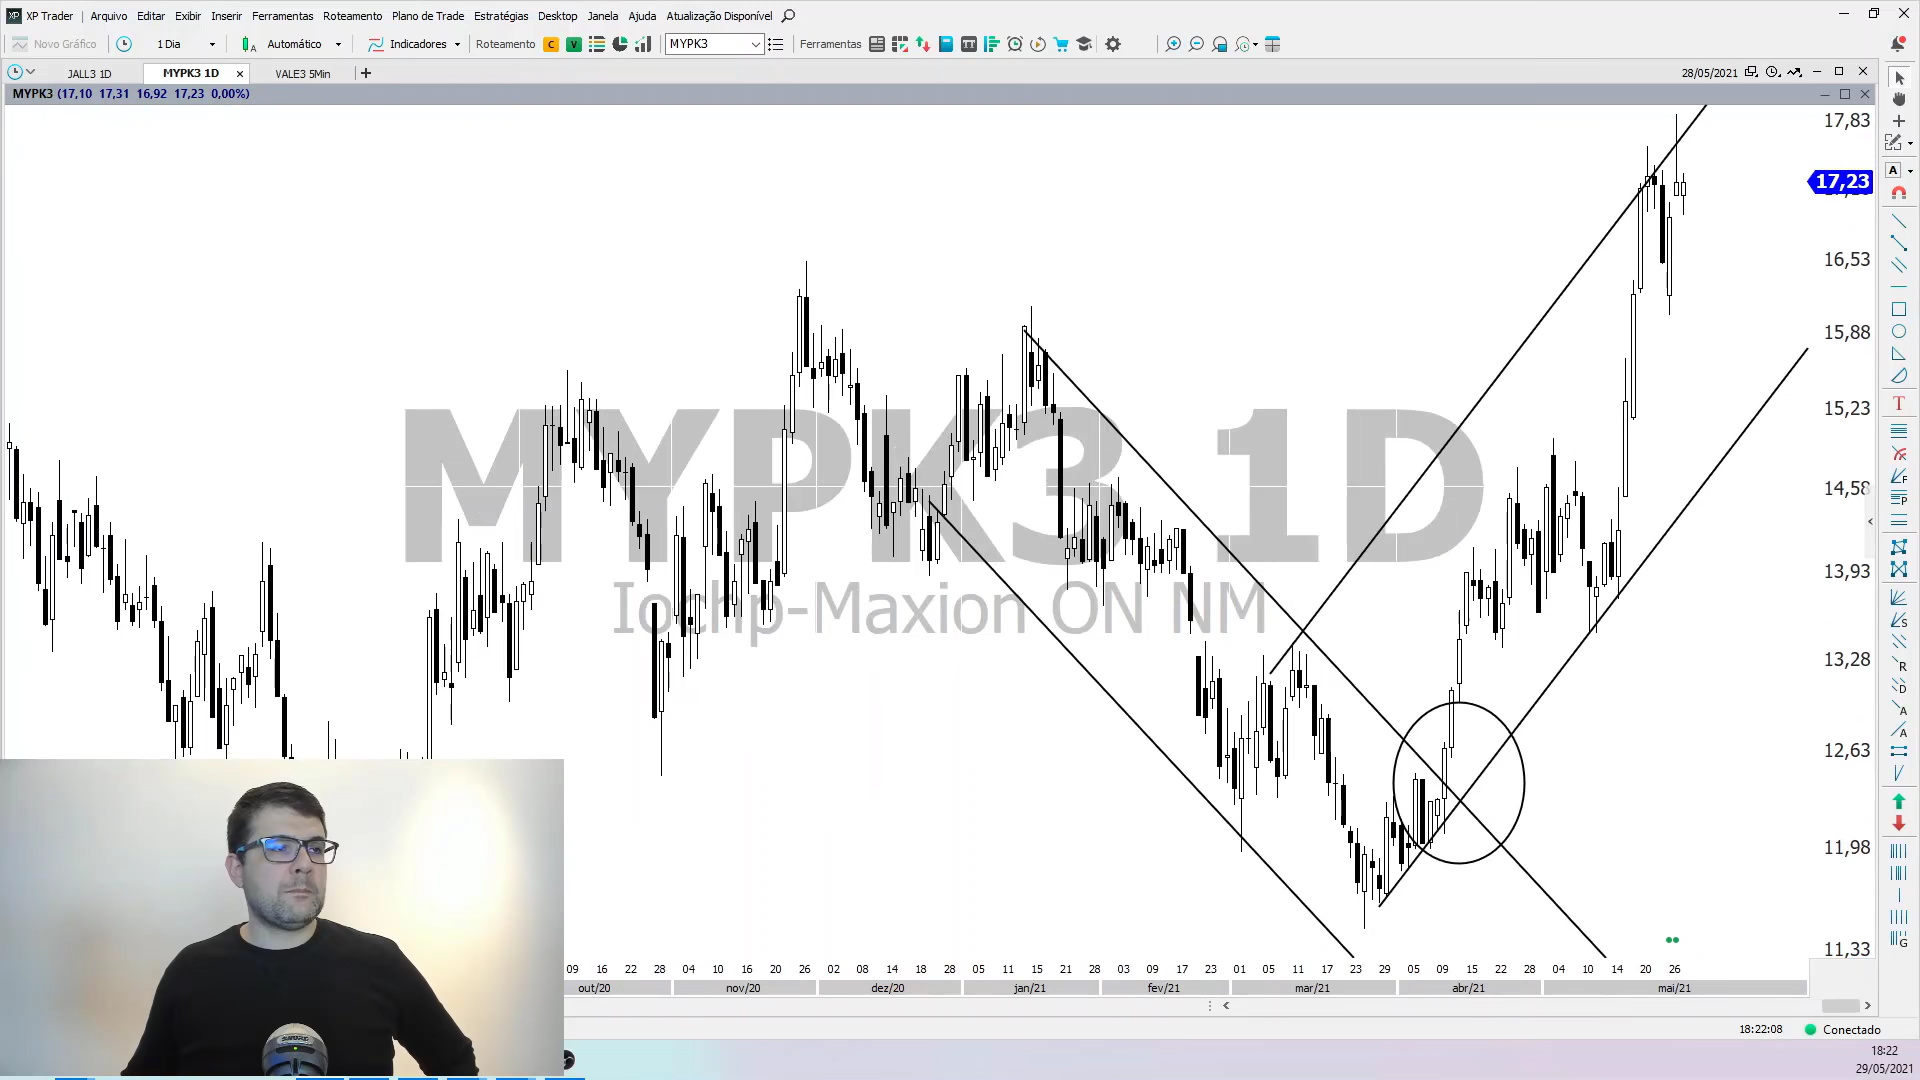 XP Trader Arquivo Editar Exibir Inserir Ferramentas Roteamento Plano de Trade Estratégias Desktop Janela Ajuda Atualização Disponível
Novo Gráfico 1 Dia Automático Indicadores Roteamento C V MYPK3 Ferramentas
JALL3 1D MYPK3 1D VALE3 5Min 28/05/2021
MYPK3 (17,10 17,31 16,92 17,23 0,00%)
17,83
17,23
16,53
15,88
15,23
14,58
13,93
13,28
12,63
11,98
11,33
MYPK3 1D
Iochp-Maxion ON NM
09 16 22 28 04 10 16 20 26 02 08 14 18 28 05 11 15 21 28 03 09 17 23 01 05 11 17 23 29 05 09 15 22 28 04 10 14 20 26
out/20 nov/20 dez/20 jan/21 fev/21 mar/21 abr/21 mai/21
18:22:08 Conectado
18:22
29/05/2021